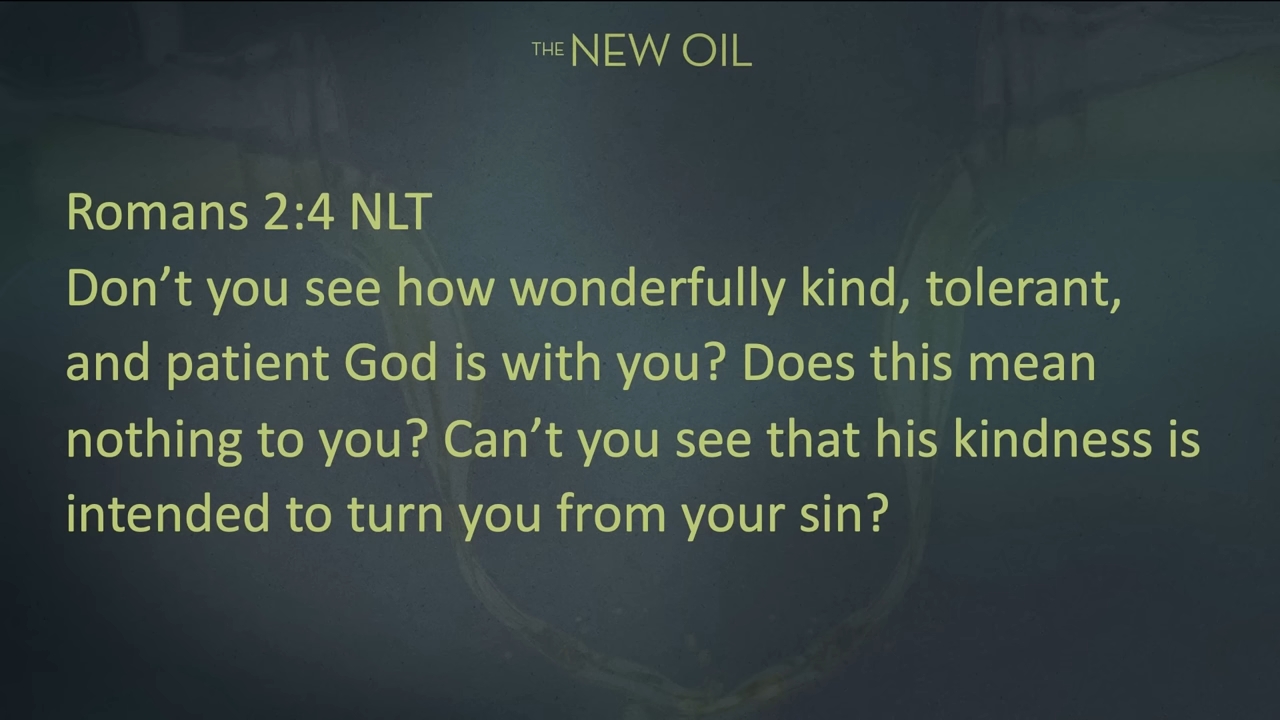 THE NEW OIL
Romans 2:4 NLT
Don’t you see how wonderfully kind, tolerant,
and patient God is with you? Does this mean
nothing to you? Can’t you see that his kindness is
intended to turn you from your sin?